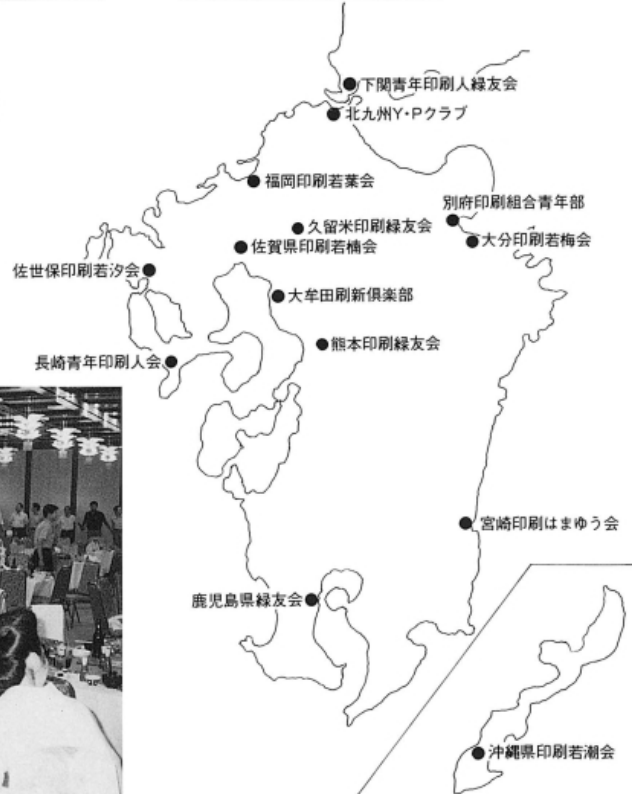 下関青年印刷人緑友会
北九州Y・Pクラブ
福岡印刷若葉会
別府印刷組合青年部
久留米印刷緑友会
大分印刷若梅会
佐賀県印刷若楠会
佐世保印刷若汐会
大牟田刷新倶楽部
熊本印刷緑友会
長崎青年印刷人会
宮崎印刷はまゆう会
鹿児島県緑友会
沖縄県印刷若潮会